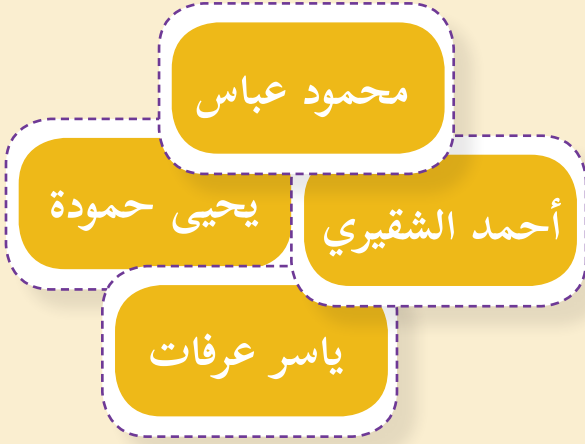 محمود عباس
أحمد الشقيري
يحيى حمودة
ياسر عرفات